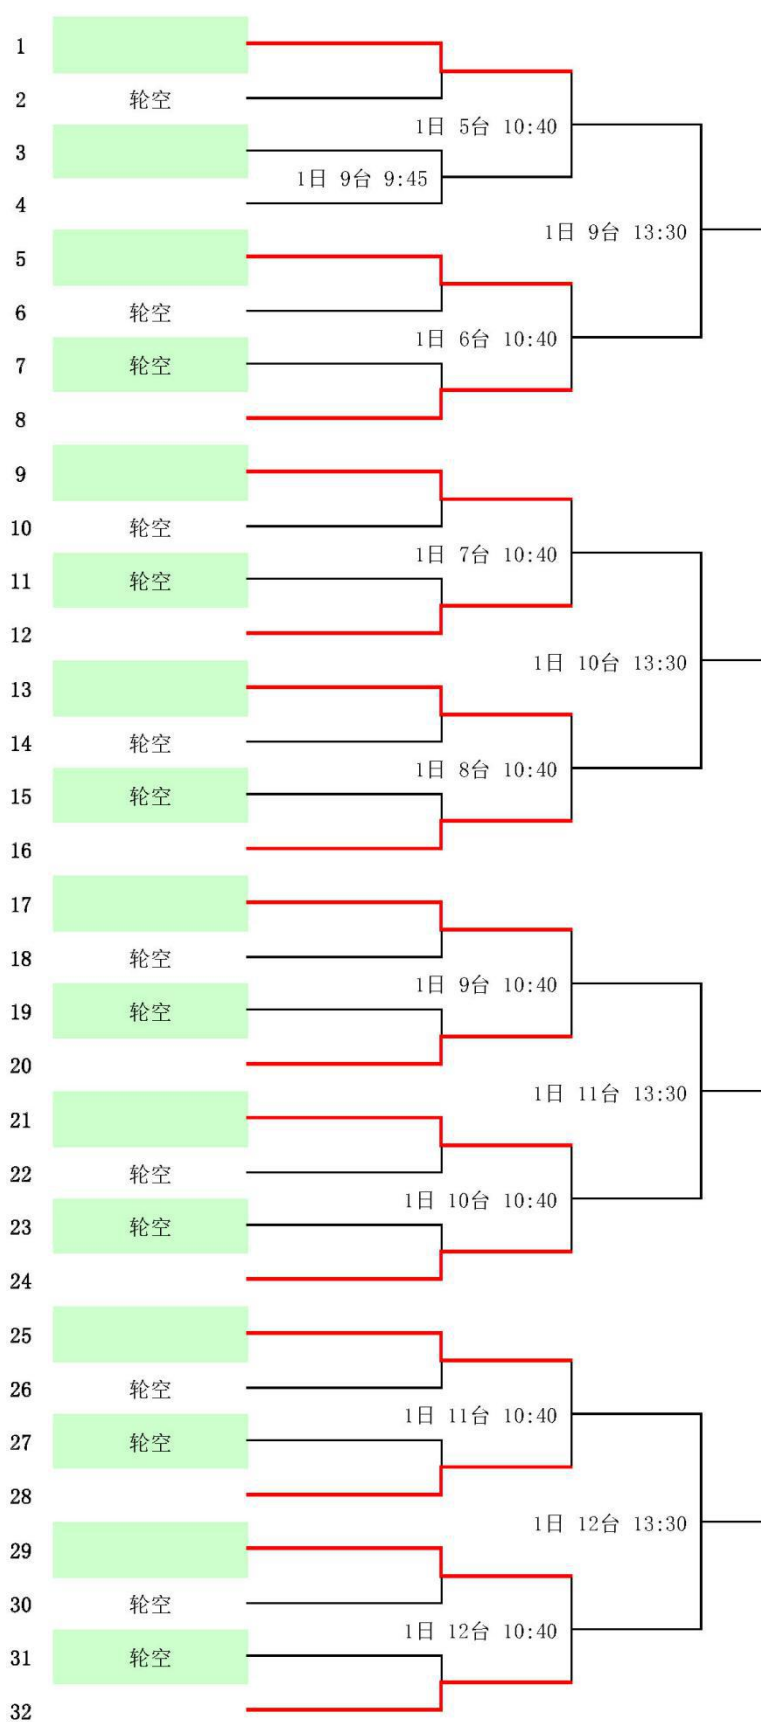 1
2 轮空
1日 5台 10:40
3
1日 9台 9:45
4
1日 9台 13:30
5
6 轮空
1日 6台 10:40
7 轮空
8
9
10 轮空
1日 7台 10:40
11 轮空
12
1日 10台 13:30
13
14 轮空
1日 8台 10:40
15 轮空
16
17
18 轮空
1日 9台 10:40
19 轮空
20
1日 11台 13:30
21
22 轮空
1日 10台 10:40
23 轮空
24
25
26 轮空
1日 11台 10:40
27 轮空
28
1日 12台 13:30
29
30 轮空
1日 12台 10:40
31 轮空
32